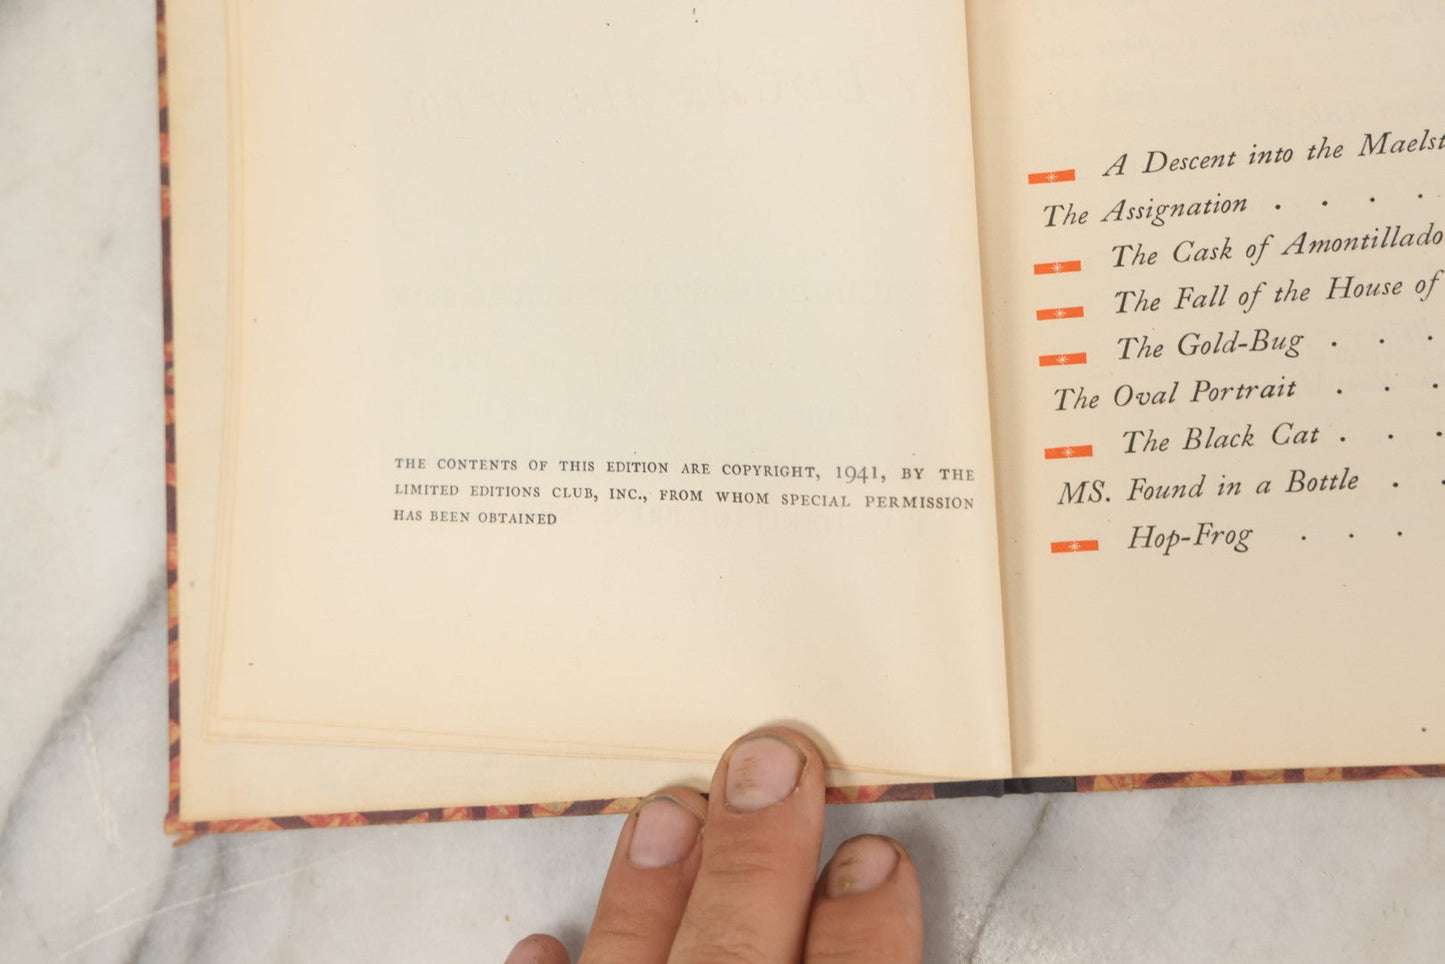 THE CONTENTS OF THIS EDITION ARE COPYRIGHT, 1941, BY THE
LIMITED EDITIONS CLUB, INC., FROM WHOM SPECIAL PERMISSION
HAS BEEN OBTAINED
A Descent into the Maelst
The Assignation . . . .
The Cask of Amontillado
The Fall of the House of
The Gold-Bug . . .
The Oval Portrait . . .
The Black Cat . . .
MS. Found in a Bottle . .
Hop-Frog . . .